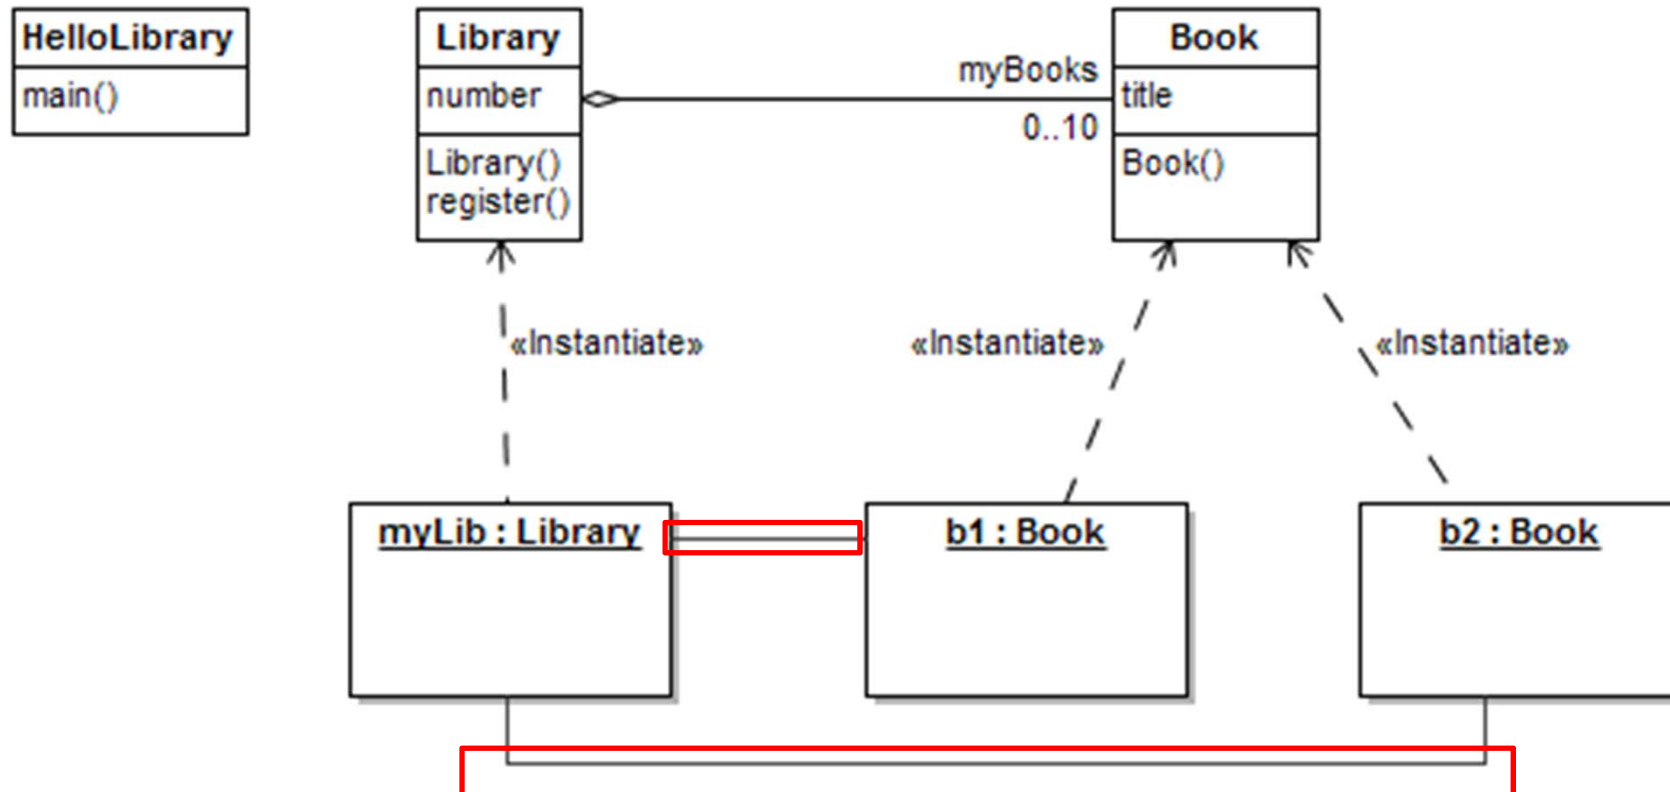 HelloLibrary
main()
Library
number
Library()
register()
myBooks
0..10
Book
title
Book()
«Instantiate»
«Instantiate»
«Instantiate»
myLib : Library
b1 : Book
b2 : Book